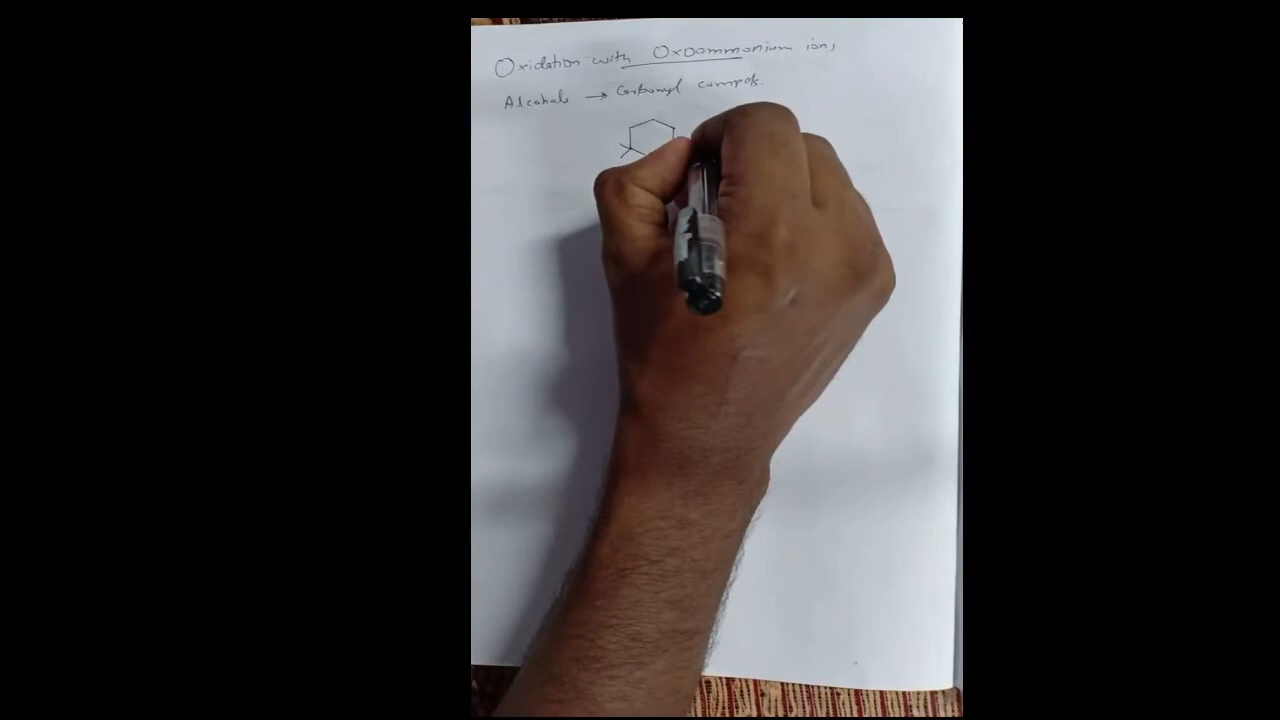 Oxidation with Oxoammonium ions
Alcohols → Carbonyl compds.